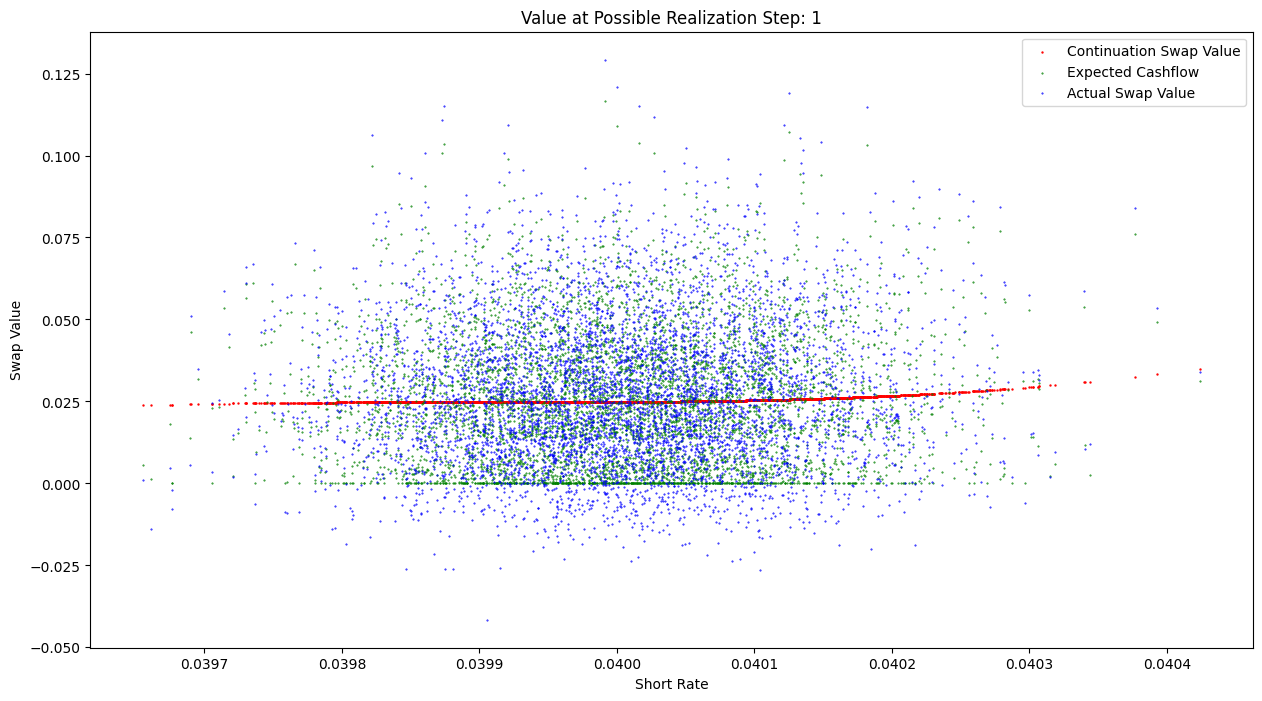 Value at Possible Realization Step: 1
Continuation Swap Value
Expected Cashflow
Actual Swap Value
Swap Value
0.125
0.100
0.075
0.050
0.025
0.000
−0.025
−0.050
0.0397 0.0398 0.0399 0.0400 0.0401 0.0402 0.0403 0.0404
Short Rate